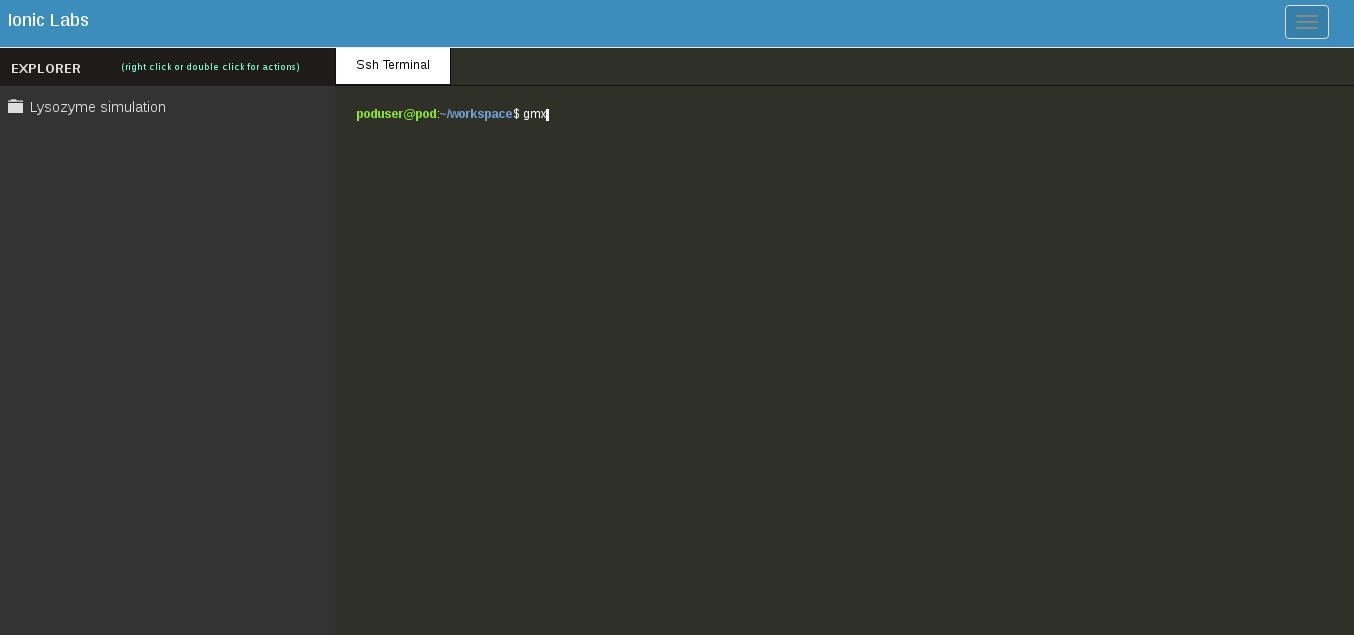 Ionic Labs
EXPLORER (right click or double click for actions)
Ssh Terminal
Lysozyme simulation
poduser@pod:~/workspace$ gmx